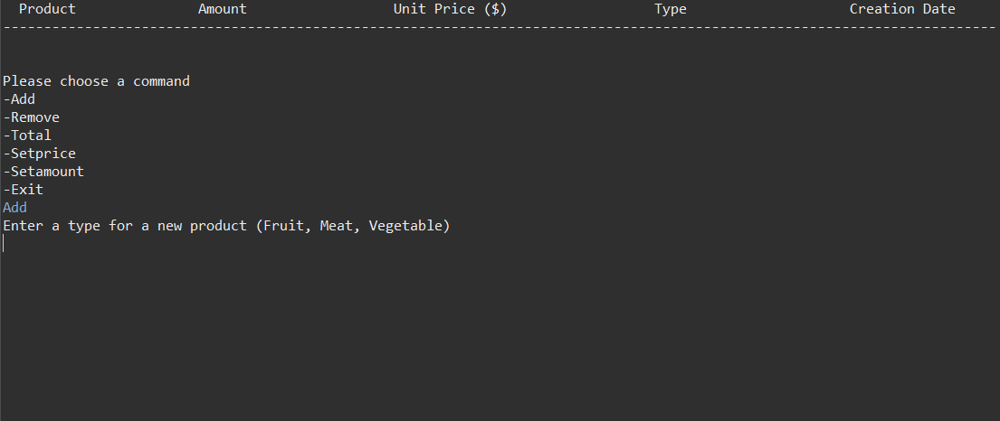 Product Amount Unit Price ($) Type Creation Date
--------------------------------------------------------------------------------------------------------------------------
Please choose a command
-Add
-Remove
-Total
-Setprice
-Setamount
-Exit
Add
Enter a type for a new product (Fruit, Meat, Vegetable)